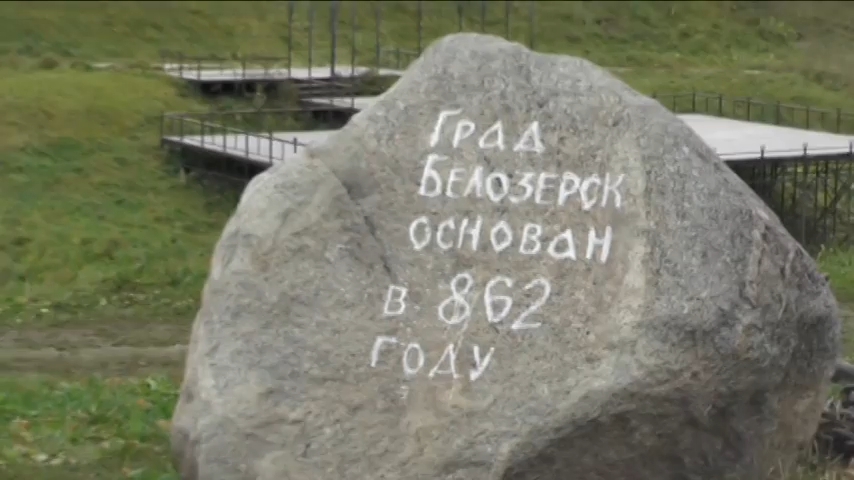 Град
Белозерск
основан
в 862
году